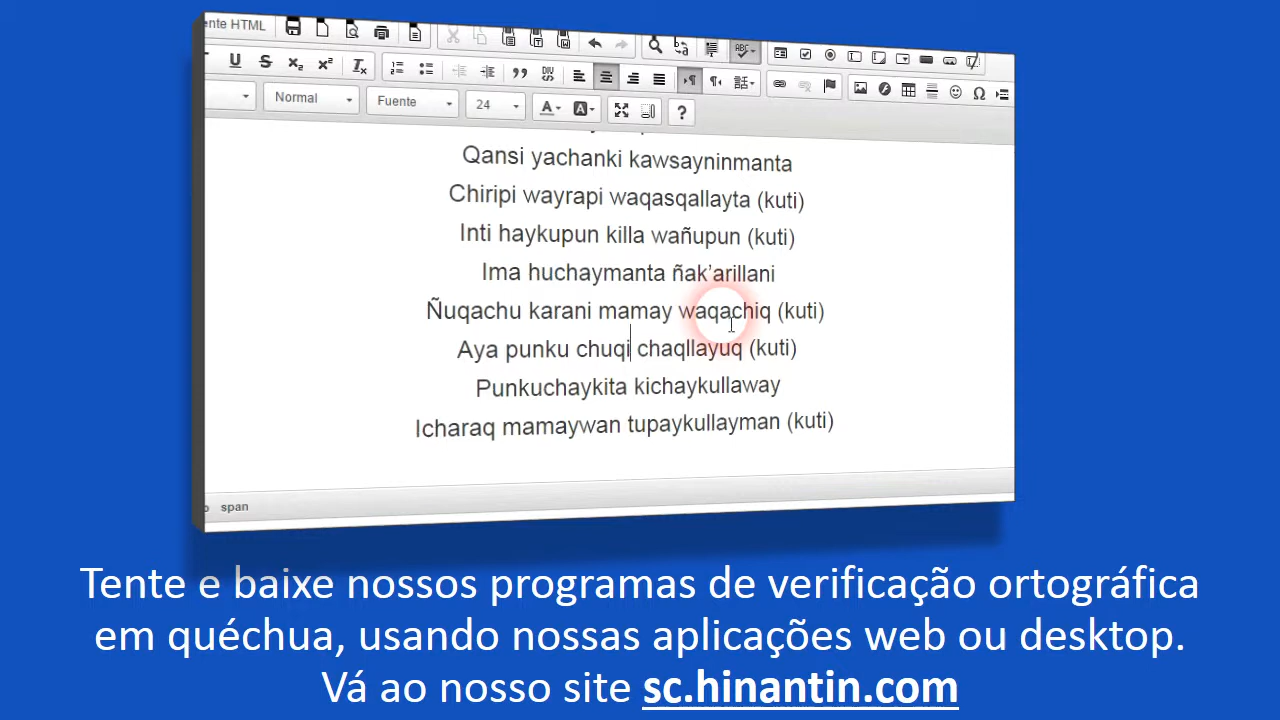 ente HTML
Normal
Fuente
24
Qansi yachanki kawsayninmanta
Chiripi wayrapi waqasqallayta (kuti)
Inti haykupun killa wañupun (kuti)
Ima huchaymanta ñak'arillani
Ñuqachu karani mamay waqachiq (kuti)
Aya punku chuqi chaqllayuq (kuti)
Punkuchaykita kichaykullaway
Icharaq mamaywan tupaykullayman (kuti)
span
Tente e baixe nossos programas de verificação ortográfica
em quéchua, usando nossas aplicações web ou desktop.
Vá ao nosso site sc.hinantin.com